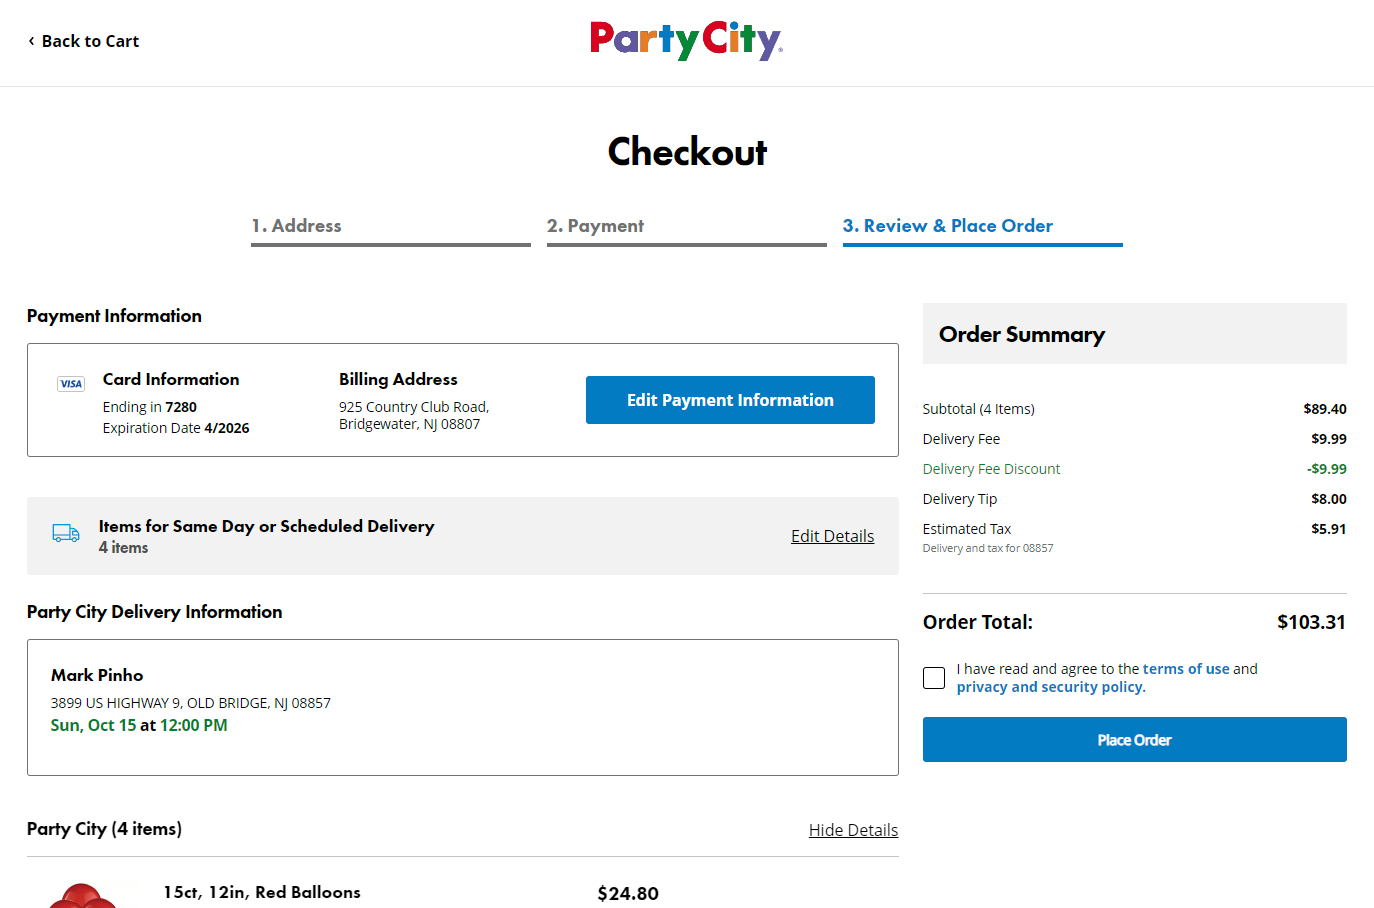 ‹ Back to Cart
Party City
Checkout
1. Address
2. Payment
3. Review & Place Order
Payment Information
VISA
Card Information
Ending in 7280
Expiration Date 4/2026
Billing Address
925 Country Club Road,
Bridgewater, NJ 08807
Edit Payment Information
Items for Same Day or Scheduled Delivery
4 items
Edit Details
Party City Delivery Information
Mark Pinho
3899 US HIGHWAY 9, OLD BRIDGE, NJ 08857
Sun, Oct 15 at 12:00 PM
Party City (4 items)
Hide Details
15ct, 12in, Red Balloons
$24.80
Order Summary
Subtotal (4 Items) $89.40
Delivery Fee $9.99
Delivery Fee Discount -$9.99
Delivery Tip $8.00
Estimated Tax $5.91
Delivery and tax for 08857
Order Total: $103.31
I have read and agree to the terms of use and
privacy and security policy.
Place Order